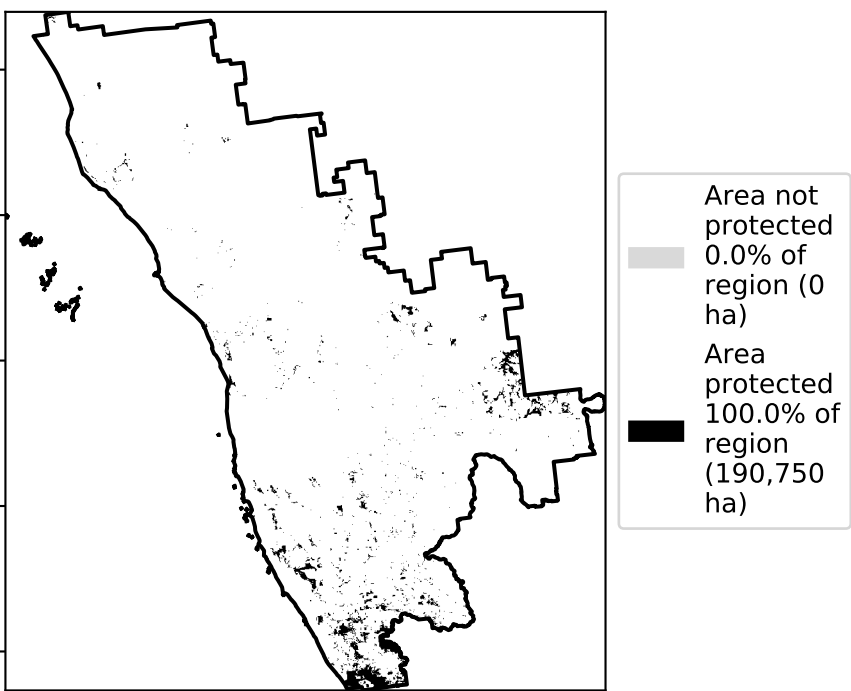 Area not
protected
0.0% of
region (0
ha)
Area
protected
100.0% of
region
(190,750
ha)